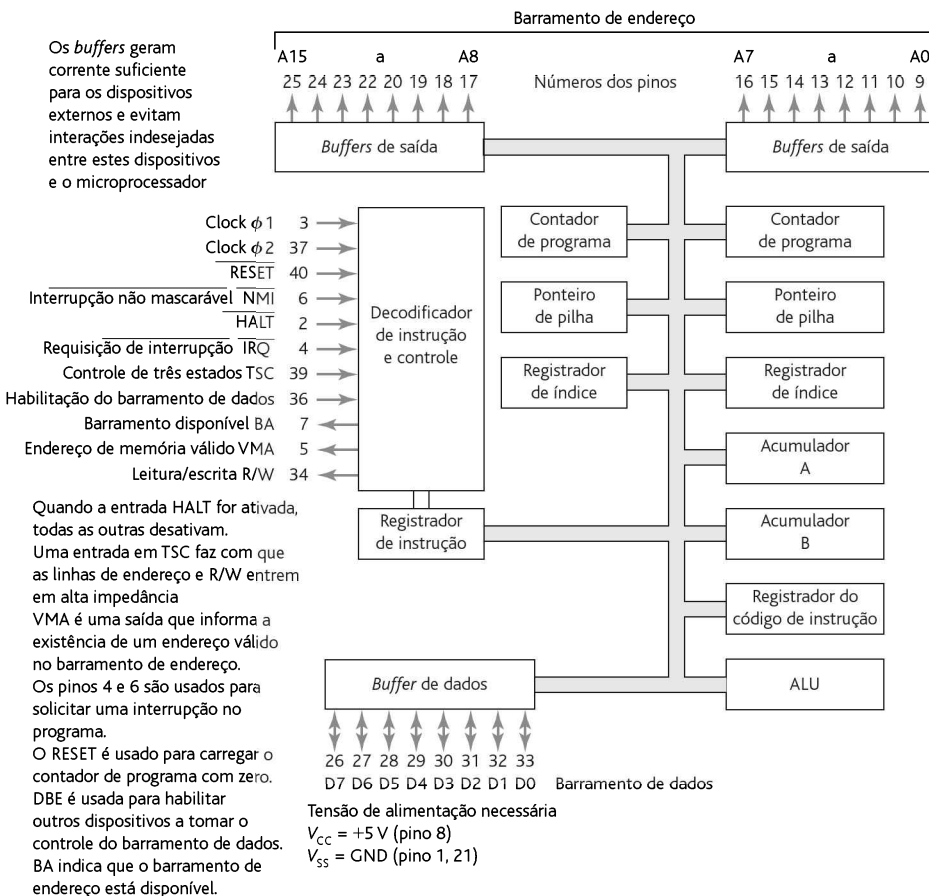 Barramento de endereço
Os buffers geram
corrente suficiente
para os dispositivos
externos e evitam
interações indesejadas
entre estes dispositivos
e o microprocessador
A15 a A8
25 24 23 22 20 19 18 17
Números dos pinos
A7 a A0
16 15 14 13 12 11 10 9
Buffers de saída
Buffers de saída
Clock ϕ1 3
Clock ϕ2 37
RESET 40
Interrupção não mascarável NMI 6
HALT 2
Requisição de interrupção IRQ 4
Controle de três estados TSC 39
Habilitação do barramento de dados 36
Barramento disponível BA 7
Endereço de memória válido VMA 5
Leitura/escrita R/W 34
Decodificador
de instrução
e controle
Contador
de programa
Contador
de programa
Ponteiro
de pilha
Ponteiro
de pilha
Registrador
de índice
Registrador
de índice
Acumulador
A
Registrador
de instrução
Acumulador
B
Registrador do
código de instrução
ALU
Quando a entrada HALT for ativada,
todas as outras desativam.
Uma entrada em TSC faz com que
as linhas de endereço e R/W entrem
em alta impedância
VMA é uma saída que informa a
existência de um endereço válido
no barramento de endereço.
Os pinos 4 e 6 são usados para
solicitar uma interrupção no
programa.
O RESET é usado para carregar o
contador de programa com zero.
DBE é usada para habilitar
outros dispositivos a tomar o
controle do barramento de dados.
BA indica que o barramento de
endereço está disponível.
Buffer de dados
26 27 28 29 30 31 32 33
D7 D6 D5 D4 D3 D2 D1 D0 Barramento de dados
Tensão de alimentação necessária
VCC = +5 V (pino 8)
VSS = GND (pino 1, 21)